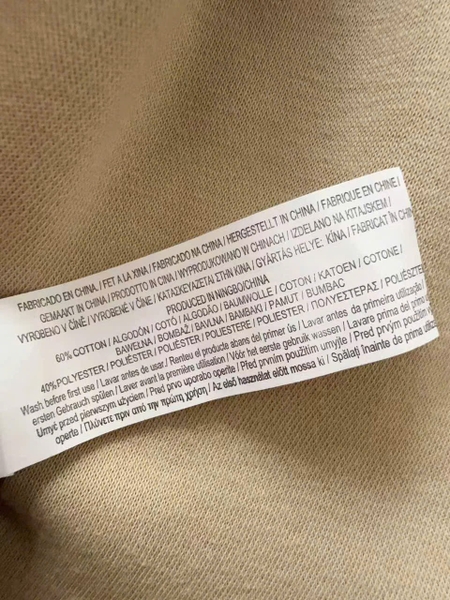 FABRICADO EN CHINA / FET A LA XINA / FABRICADO NA CHINA / HERGESTELLT IN CHINA / FABRIQUE EN CHINE /
GEMAAKT IN CHINA / PRODOTTO IN CINA / WYPRODUKOWANO W CHINACH / IZDELANO NA KITAJSKEM /
VYROBENO V ČÍNĚ / VYROBENÉ V ČÍNE / ΚΑΤΑΣΚΕΥΑΖΕΤΑΙ ΣΤΗΝ ΚΙΝΑ / GYÁRTÁS HELYE: KÍNA / FABRICAT ÎN CHINA
PRODUCED IN NINGBO/CHINA
60% COTTON / ALGODÓN / COTÓ / ALGODÃO / BAUMWOLLE / COTON / KATOEN / COTONE /
BAWEŁNA / BOMBAŽ / BAVLNA / BAMBAKI / PAMUT / BUMBAC
40% POLYESTER / POLIÉSTER / POLIÈSTER / POLIESTERE / POLIESTER / ΠΟΛΥΕΣΤΕΡΑΣ / POLIÉSZTER
Wash before first use / Lavar antes de usar / Renteu el producte abans del primer ús / Lavar antes da primeira utilização /
ersten Gebrauch spülen / Laver avant la première utilisation / Vóór het eerste gebruik wassen / Lavare prima del primo
Umyć przed pierwszym użyciem / Pred prvo uporabo operite / Před prvním použitím umyjte / Pred prvým použitím
operte / Πλύνετε πριν από την πρώτη χρήση / Az első használat előtt mossa ki / Spălați înainte de prima